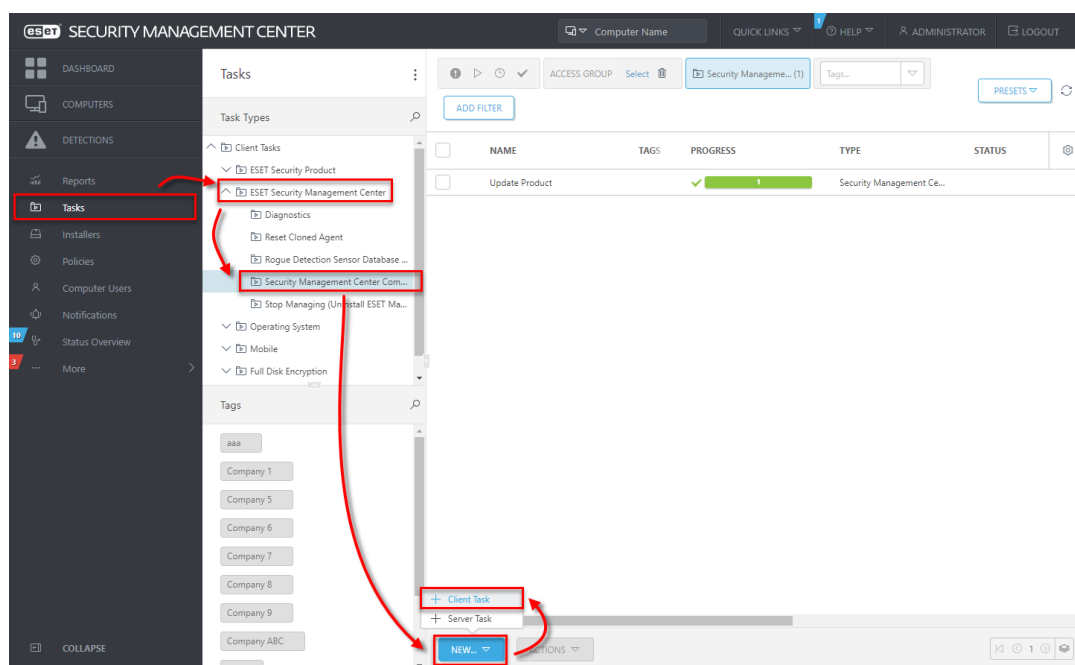 eset SECURITY MANAGEMENT CENTER
Computer Name
QUICK LINKS
1
HELP
ADMINISTRATOR
LOGOUT
DASHBOARD
COMPUTERS
DETECTIONS
Reports
Tasks
Installers
Policies
Computer Users
Notifications
10
Status Overview
3
More
COLLAPSE
Tasks
Task Types
Client Tasks
ESET Security Product
ESET Security Management Center
Diagnostics
Reset Cloned Agent
Rogue Detection Sensor Database ...
Security Management Center Com...
Stop Managing (Uninstall ESET Ma...
Operating System
Mobile
Full Disk Encryption
Tags
aaa
Company 1
Company 5
Company 6
Company 7
Company 8
Company 9
Company ABC
ACCESS GROUP Select
Security Manageme... (1)
Tags...
PRESETS
ADD FILTER
NAME TAGS PROGRESS TYPE STATUS
Update Product 1 Security Management Ce...
Client Task
Server Task
NEW...
ACTIONS
1